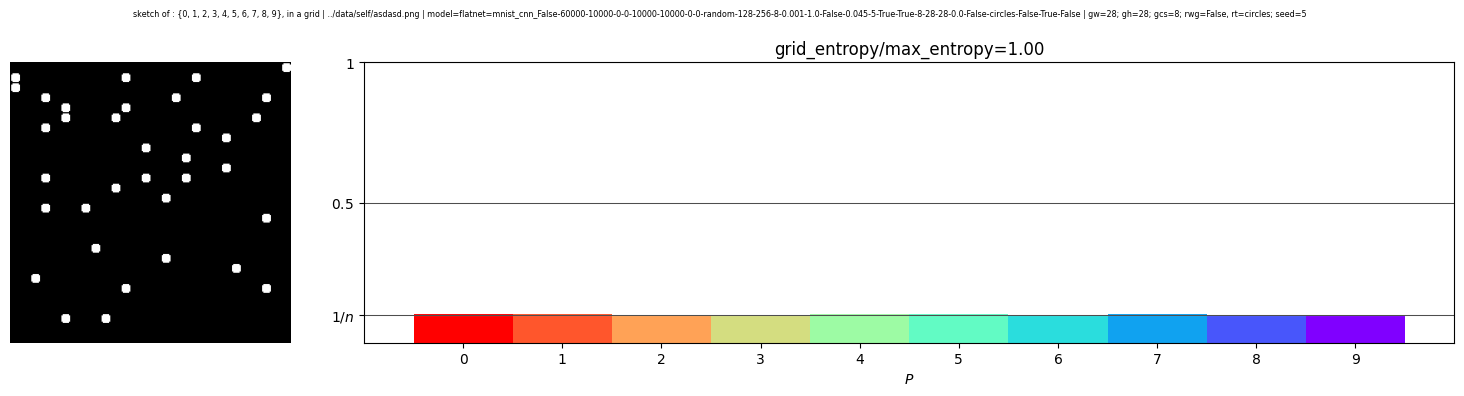 sketch of : {0, 1, 2, 3, 4, 5, 6, 7, 8, 9}, in a grid | ../data/self/asdasd.png | model=flatnet=mnist_cnn_False-60000-10000-0-0-10000-10000-0-0-random-128-256-8-0.001-1.0-False-0.045-5-True-True-8-28-28-0.0-False-circles-False-True-False | gw=28; gh=28; gcs=8; rwg=False, rt=circles; seed=5
grid_entropy/max_entropy=1.00
1
0.5
1/n
0 1 2 3 4 5 6 7 8 9
P